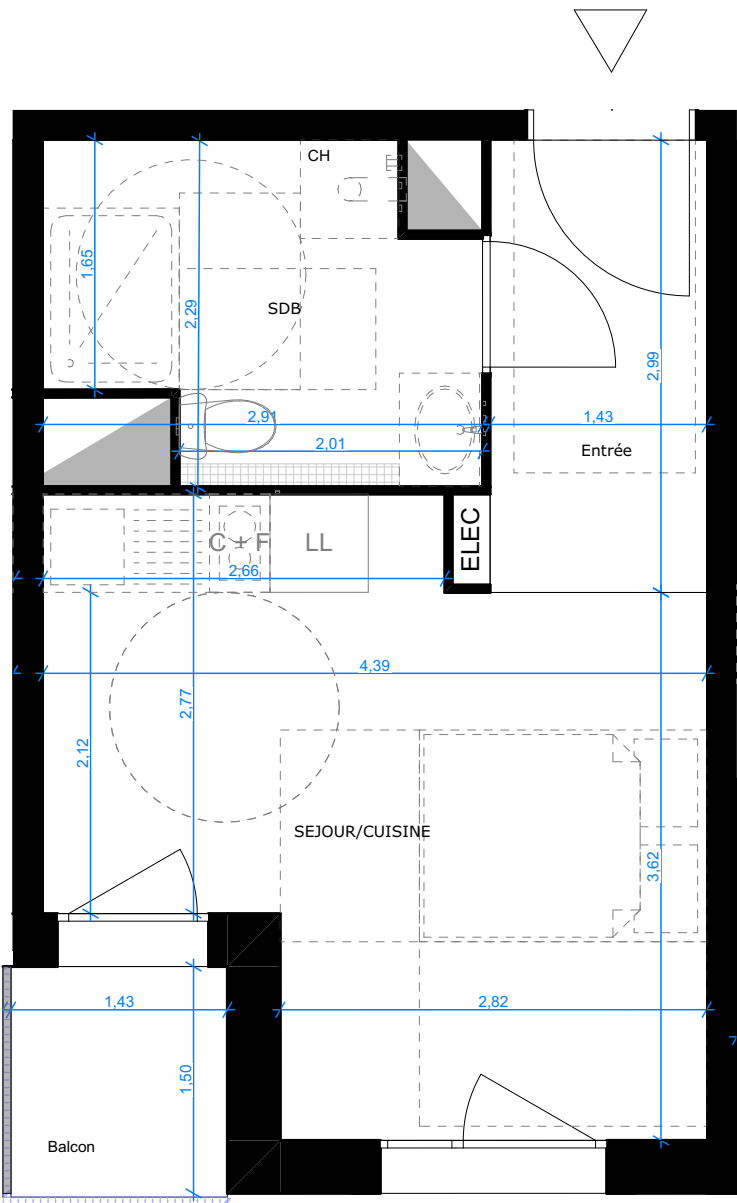 CH
1,65
2,29
SDB
2,99
2,91
1,43
2,01
Entrée
C + F
LL
ELEC
2,66
4,39
2,77
2,12
SEJOUR/CUISINE
3,62
1,43
2,82
1,50
Balcon